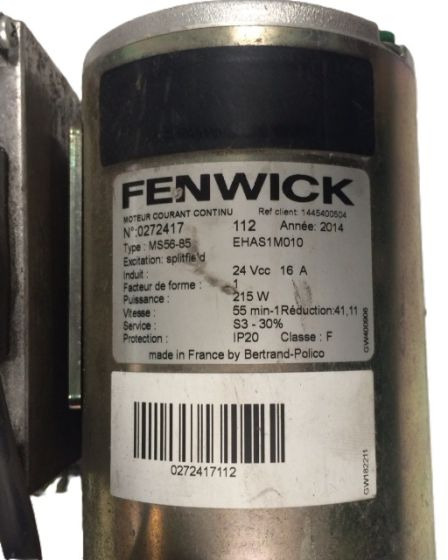 FENWICK
MOTEUR COURANT CONTINU Ref client: 1445400504
N°:0272417 112 Année: 2014
Type : MS56-85 EHAS1M010
Excitation: splitfield
Induit : 24 Vcc 16 A
Facteur de forme : 1
Puissance : 215 W
Vitesse : 55 min-1 Réduction:41,11
Service : S3 - 30%
Protection : IP20 Classe : F
made in France by Bertrand-Polico
GW400906
0272417112
GW182211